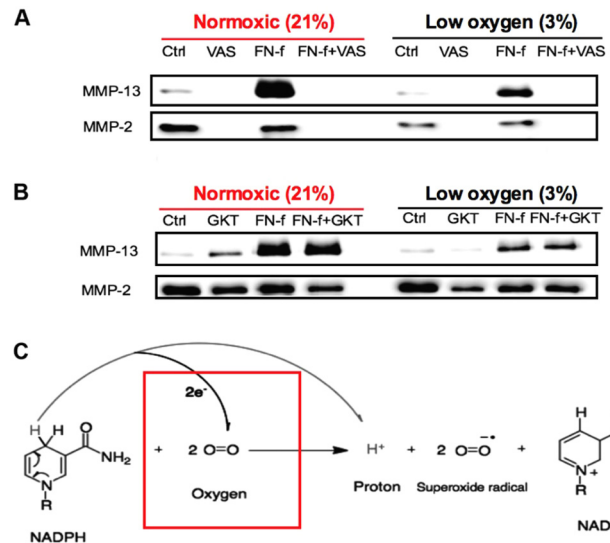 A
Normoxic (21%) Low oxygen (3%)
Ctrl VAS FN-f FN-f+VAS Ctrl VAS FN-f FN-f+VAS
MMP-13
MMP-2
B
Normoxic (21%) Low oxygen (3%)
Ctrl GKT FN-f FN-f+GKT Ctrl GKT FN-f FN-f+GKT
MMP-13
MMP-2
C
2e-
H H O H
NH₂ + 2 O=O H+ + 2 O=O −• +
N N+
R Oxygen Proton Superoxide radical R
NADPH NAD